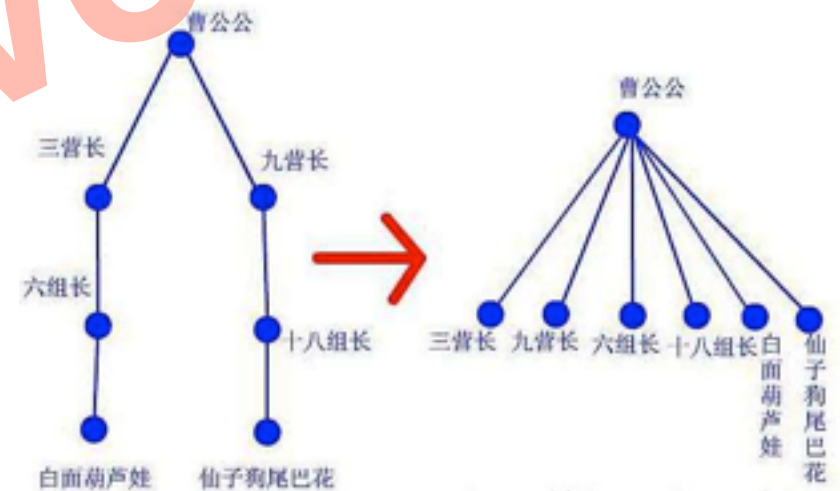 曹公公
三营长
九营长
六组长
十八组长
白面葫芦娃
仙子狗尾巴花
曹公公
三营长
九营长
六组长
十八组长
白面葫芦娃
仙子狗尾巴花